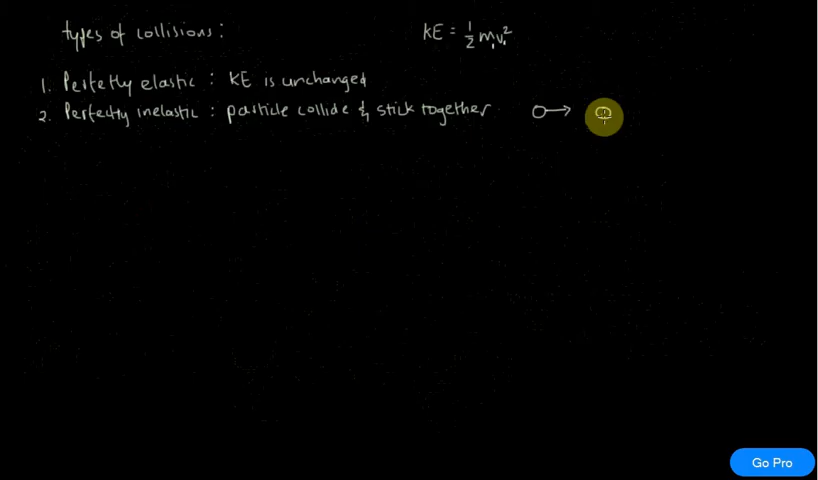 types of collisions :
KE = 1/2 m₁v₁²
1. Perfectly elastic : KE is unchanged
2. Perfectly inelastic : particle collide & stick together
Go Pro